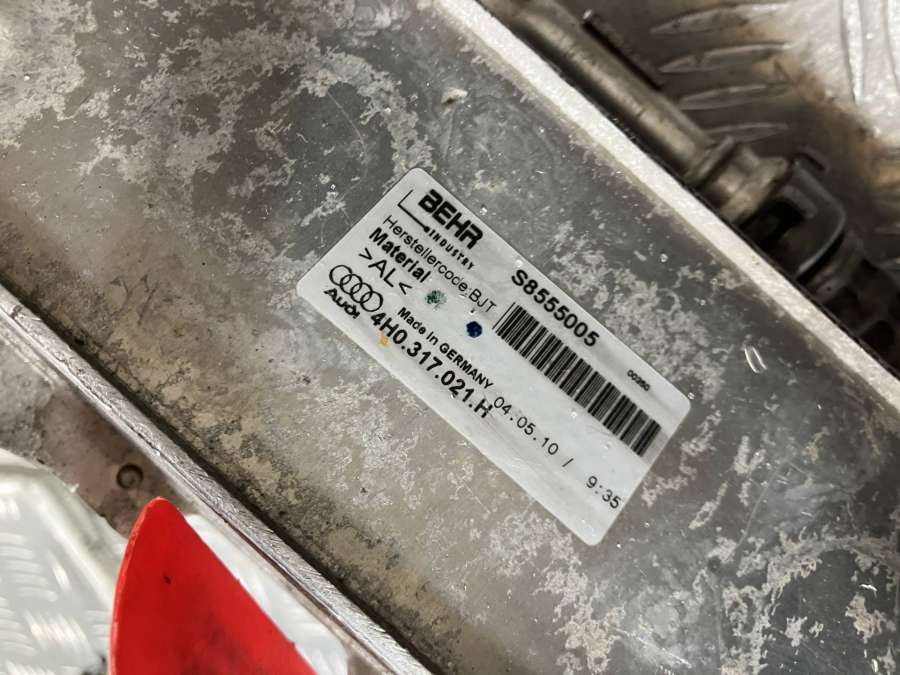 BEHR
INDUSTRY
S8555005
Herstellercode BJT
Material
>AL<
00350
Made in GERMANY
AUDI
4H0.317.021.H
04.05.10 / 9:35